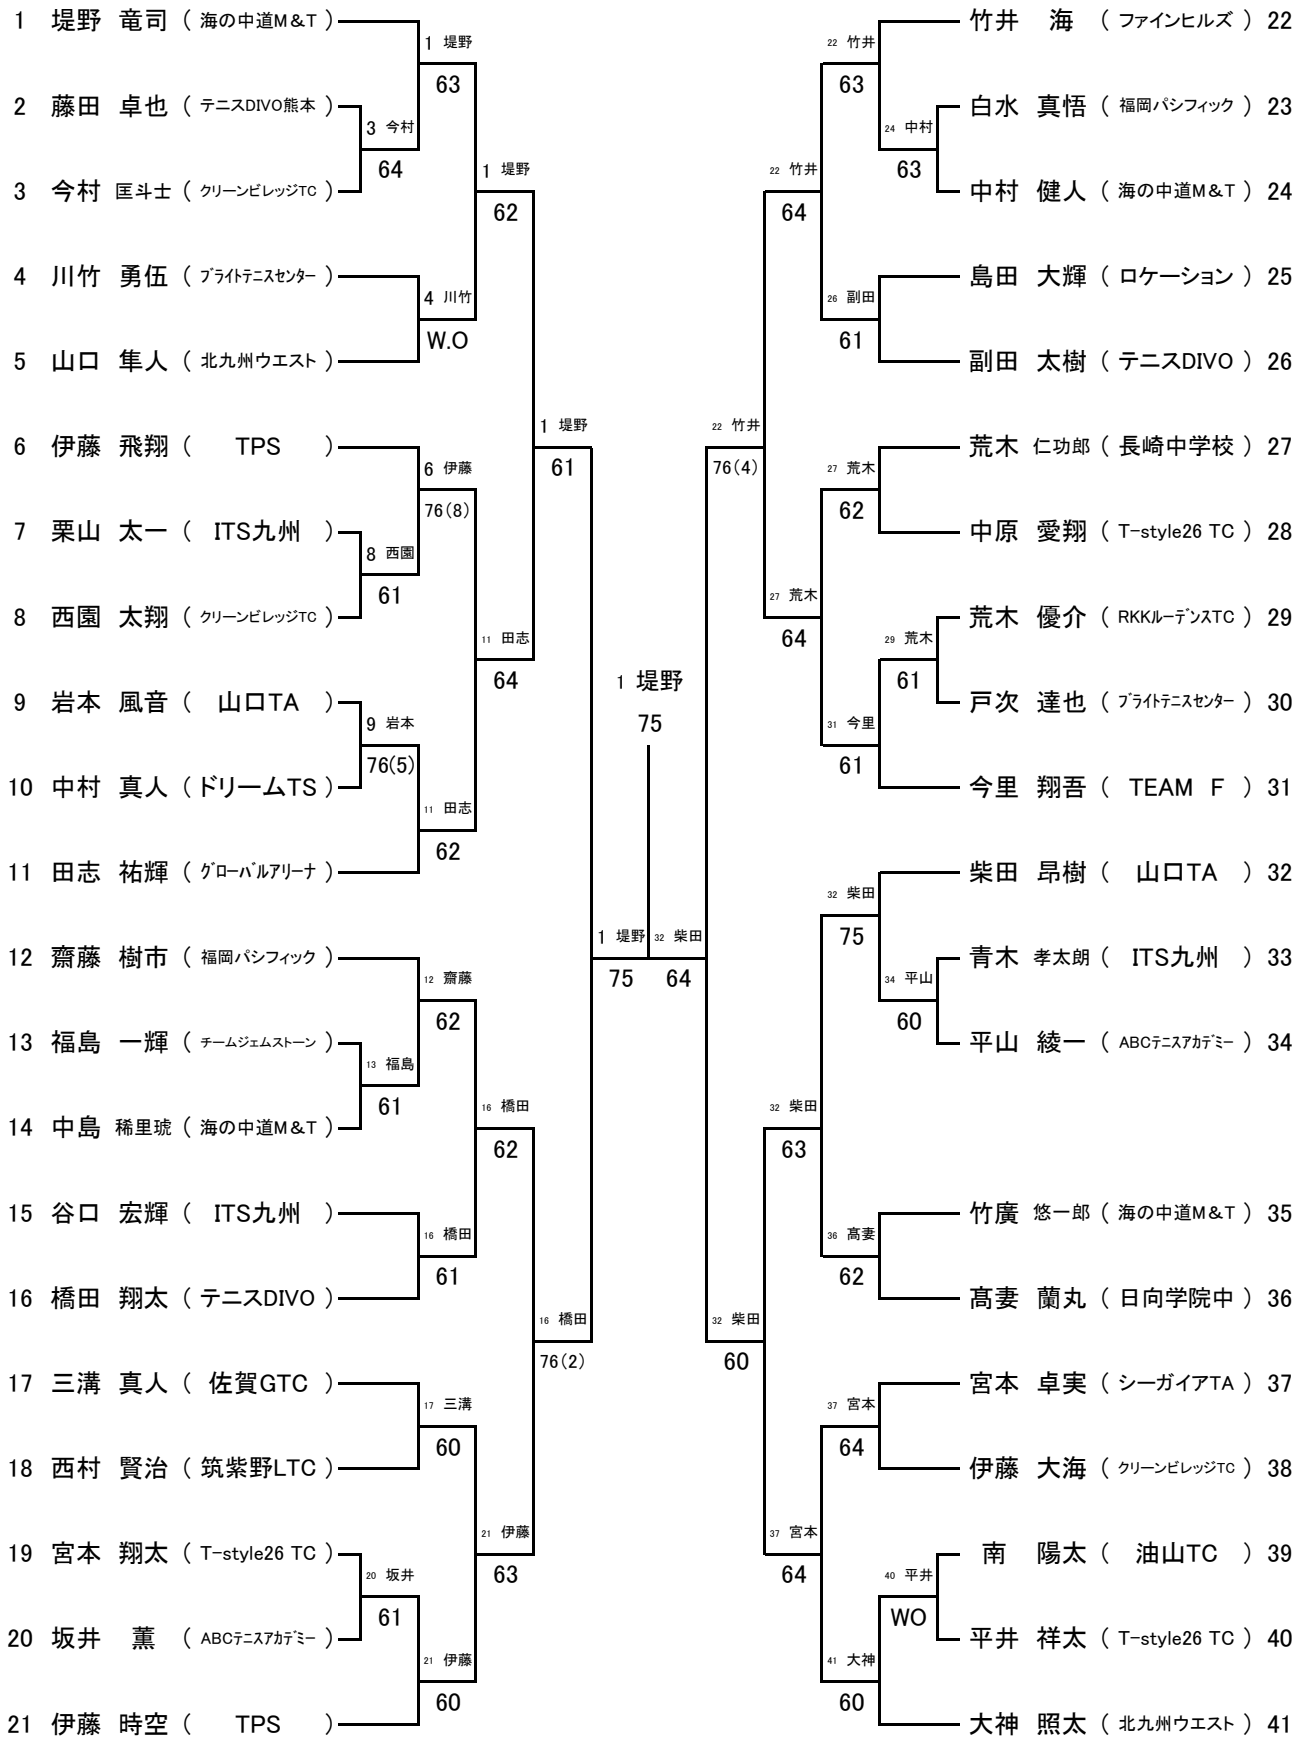 1 堤野 竜司 ( 海の中道M&T )
1 堤野
63
2 藤田 卓也 ( テニスDIVO熊本 )
3 今村
64
3 今村 匡斗士 ( クリーンビレッジTC )
1 堤野
62
4 川竹 勇伍 ( ブライトテニスセンター )
4 川竹
W.O
5 山口 隼人 ( 北九州ウエスト )
1 堤野
61
6 伊藤 飛翔 ( TPS )
6 伊藤
76(8)
7 栗山 太一 ( ITS九州 )
8 西園
61
8 西園 太翔 ( クリーンビレッジTC )
11 田志
64
9 岩本 風音 ( 山口TA )
9 岩本
76(5)
10 中村 真人 ( ドリームTS )
11 田志
62
11 田志 祐輝 ( グローバルアリーナ )
1 堤野
75
12 齋藤 樹市 ( 福岡パシフィック )
12 齋藤
62
13 福島 一輝 ( チームジェムストーン )
13 福島
61
14 中島 稀里琥 ( 海の中道M&T )
16 橋田
62
15 谷口 宏輝 ( ITS九州 )
16 橋田
61
16 橋田 翔太 ( テニスDIVO )
16 橋田
76(2)
17 三溝 真人 ( 佐賀GTC )
17 三溝
60
18 西村 賢治 ( 筑紫野LTC )
21 伊藤
63
19 宮本 翔太 ( T-style26 TC )
20 坂井
61
20 坂井 薫 ( ABCテニスアカデミー )
21 伊藤
60
21 伊藤 時空 ( TPS )
1 堤野
75
竹井 海 ( ファインヒルズ ) 22
22 竹井
63
白水 真悟 ( 福岡パシフィック ) 23
24 中村
63
中村 健人 ( 海の中道M&T ) 24
22 竹井
64
島田 大輝 ( ロケーション ) 25
26 副田
61
副田 太樹 ( テニスDIVO ) 26
22 竹井
76(4)
荒木 仁功郎 ( 長崎中学校 ) 27
27 荒木
62
中原 愛翔 ( T-style26 TC ) 28
27 荒木
64
荒木 優介 ( RKKルーデンスTC ) 29
29 荒木
61
戸次 達也 ( ブライトテニスセンター ) 30
31 今里
61
今里 翔吾 ( TEAM F ) 31
32 柴田
64
柴田 昂樹 ( 山口TA ) 32
32 柴田
75
青木 孝太朗 ( ITS九州 ) 33
34 平山
60
平山 綾一 ( ABCテニスアカデミー ) 34
32 柴田
63
竹廣 悠一郎 ( 海の中道M&T ) 35
36 髙妻
62
髙妻 蘭丸 ( 日向学院中 ) 36
32 柴田
60
宮本 卓実 ( シーガイアTA ) 37
37 宮本
64
伊藤 大海 ( クリーンビレッジTC ) 38
37 宮本
64
南 陽太 ( 油山TC ) 39
40 平井
WO
平井 祥太 ( T-style26 TC ) 40
41 大神
60
大神 照太 ( 北九州ウエスト ) 41